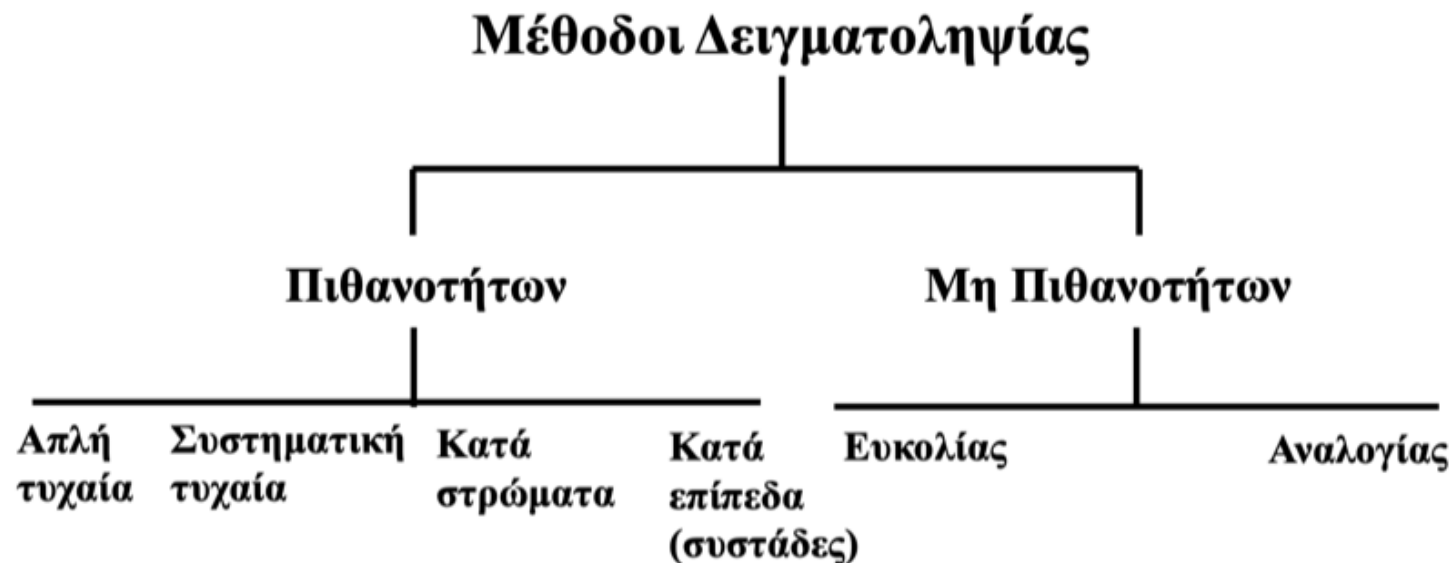 Μέθοδοι Δειγματοληψίας
Πιθανοτήτων
Μη Πιθανοτήτων
Απλή
τυχαία
Συστηματική
τυχαία
Κατά
στρώματα
Κατά
επίπεδα
(συστάδες)
Ευκολίας
Αναλογίας